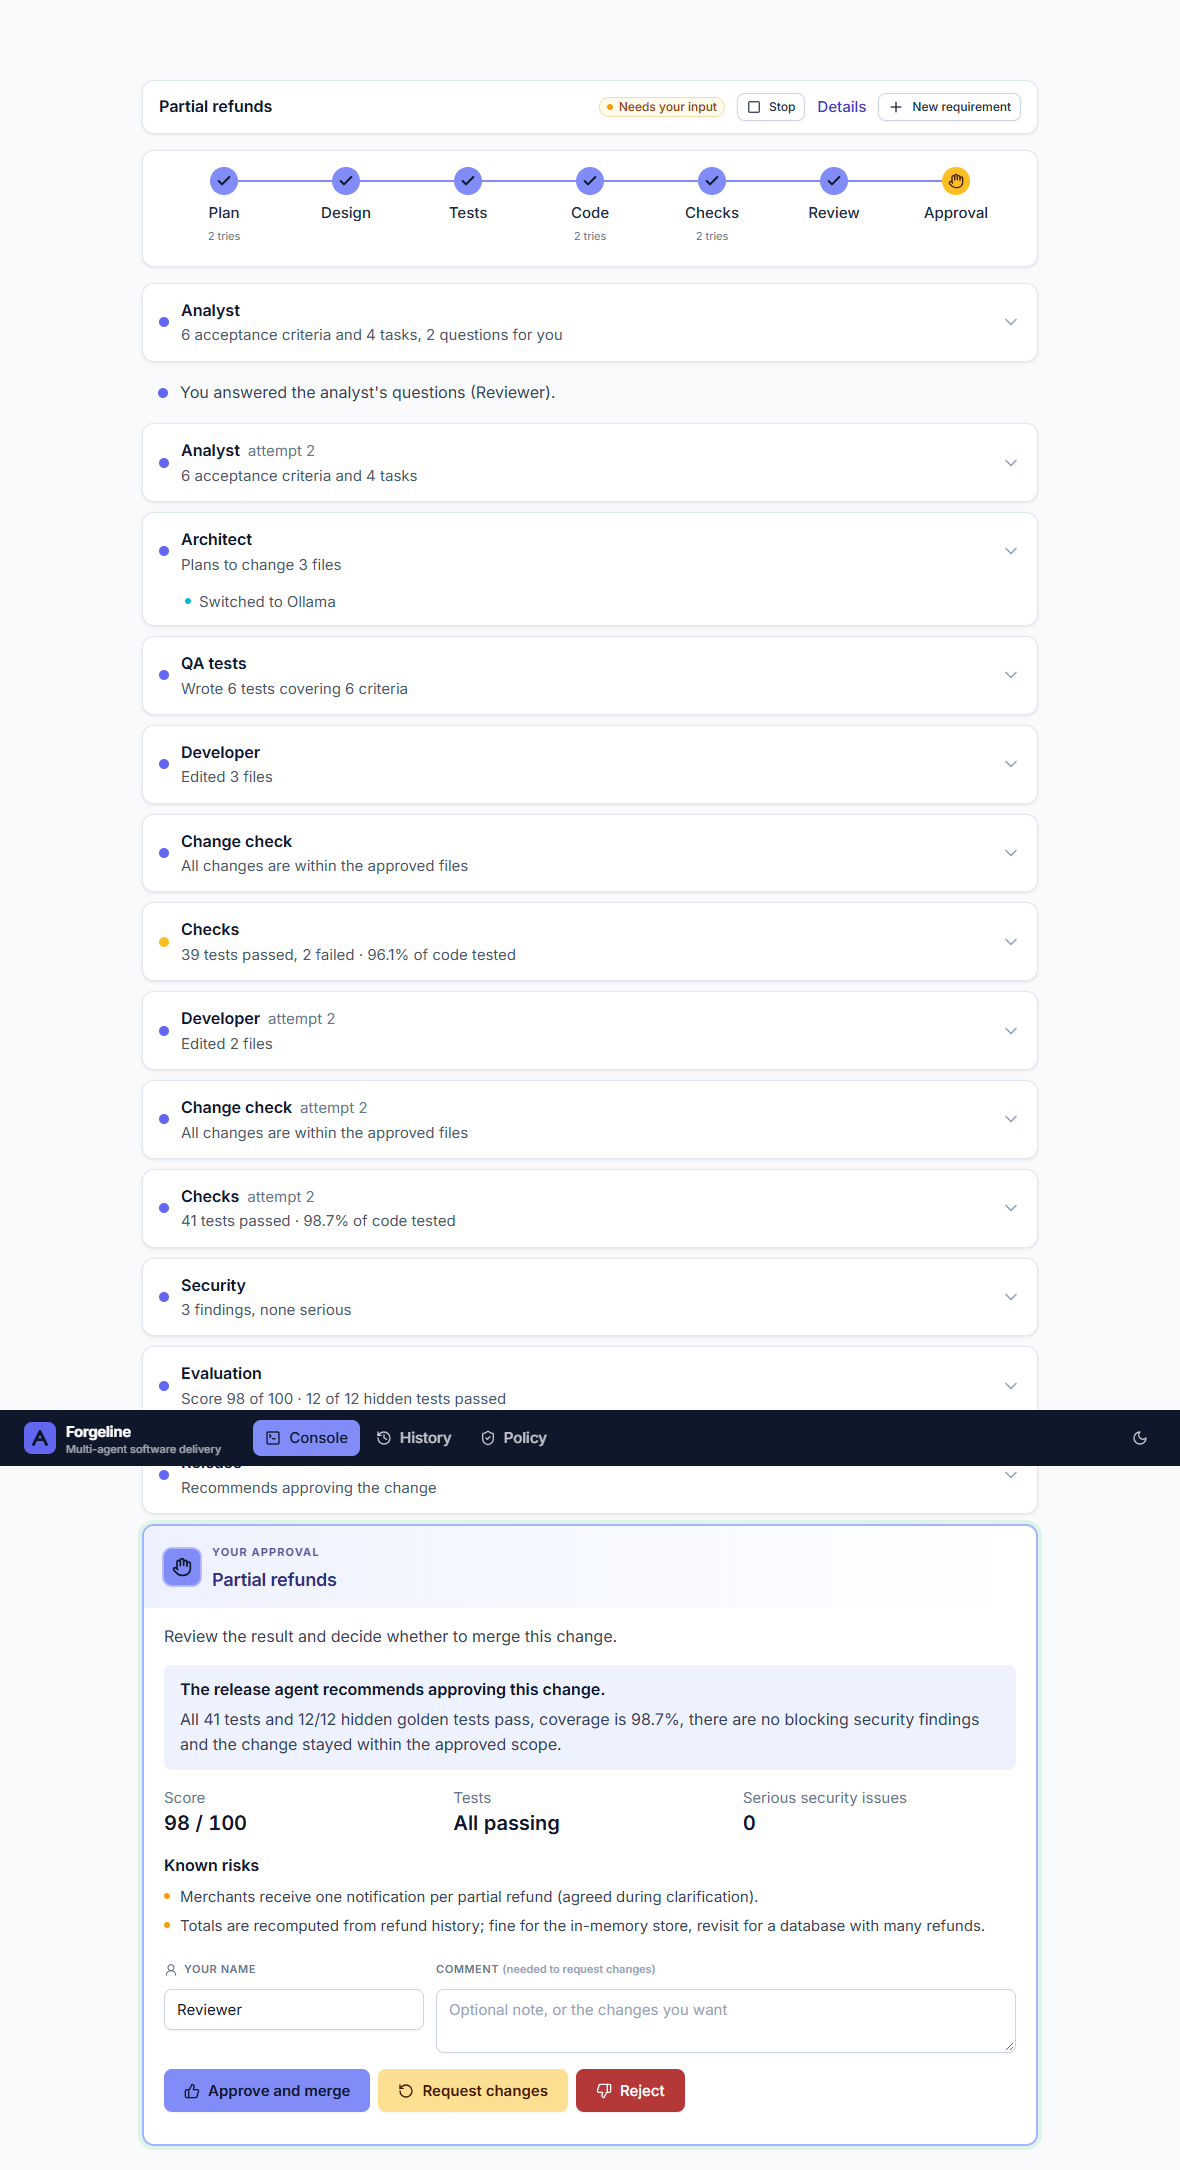 Partial refunds
Needs your input
Stop
Details
New requirement
Plan
2 tries
Design
Tests
Code
2 tries
Checks
2 tries
Review
Approval
Analyst
6 acceptance criteria and 4 tasks, 2 questions for you
You answered the analyst's questions (Reviewer).
Analyst attempt 2
6 acceptance criteria and 4 tasks
Architect
Plans to change 3 files
Switched to Ollama
QA tests
Wrote 6 tests covering 6 criteria
Developer
Edited 3 files
Change check
All changes are within the approved files
Checks
39 tests passed, 2 failed · 96.1% of code tested
Developer attempt 2
Edited 2 files
Change check attempt 2
All changes are within the approved files
Checks attempt 2
41 tests passed · 98.7% of code tested
Security
3 findings, none serious
Evaluation
Score 98 of 100 · 12 of 12 hidden tests passed
Forgeline
Multi-agent software delivery
Console
History
Policy
Recommends approving the change
YOUR APPROVAL
Partial refunds
Review the result and decide whether to merge this change.
The release agent recommends approving this change.
All 41 tests and 12/12 hidden golden tests pass, coverage is 98.7%, there are no blocking security findings
and the change stayed within the approved scope.
Score
98 / 100
Tests
All passing
Serious security issues
0
Known risks
Merchants receive one notification per partial refund (agreed during clarification).
Totals are recomputed from refund history; fine for the in-memory store, revisit for a database with many refunds.
YOUR NAME
Reviewer
COMMENT (needed to request changes)
Optional note, or the changes you want
Approve and merge
Request changes
Reject